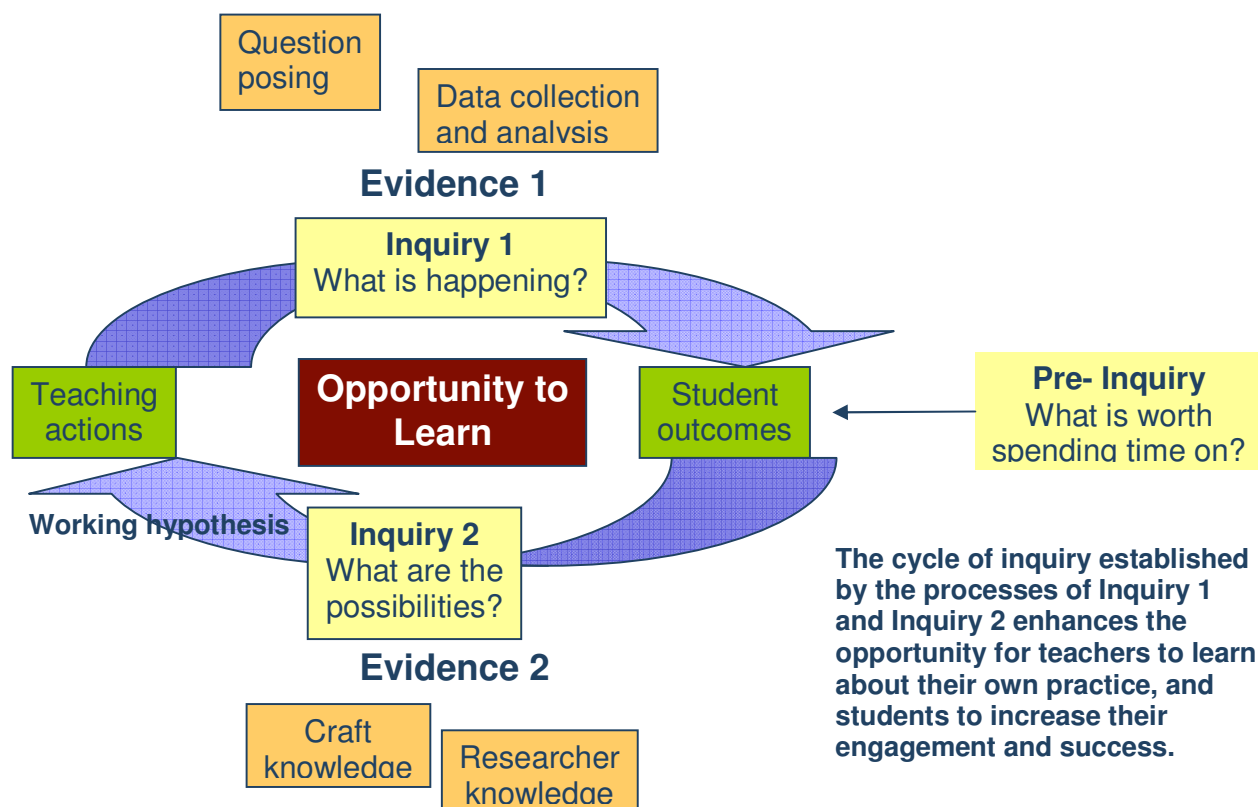 Question
posing
Data collection
and analysis
Evidence 1
Inquiry 1
What is happening?
Teaching
actions
Opportunity to
Learn
Student
outcomes
Pre- Inquiry
What is worth
spending time on?
Working hypothesis
Inquiry 2
What are the
possibilities?
Evidence 2
Craft
knowledge
Researcher
knowledge
The cycle of inquiry established
by the processes of Inquiry 1
and Inquiry 2 enhances the
opportunity for teachers to learn
about their own practice, and
students to increase their
engagement and success.